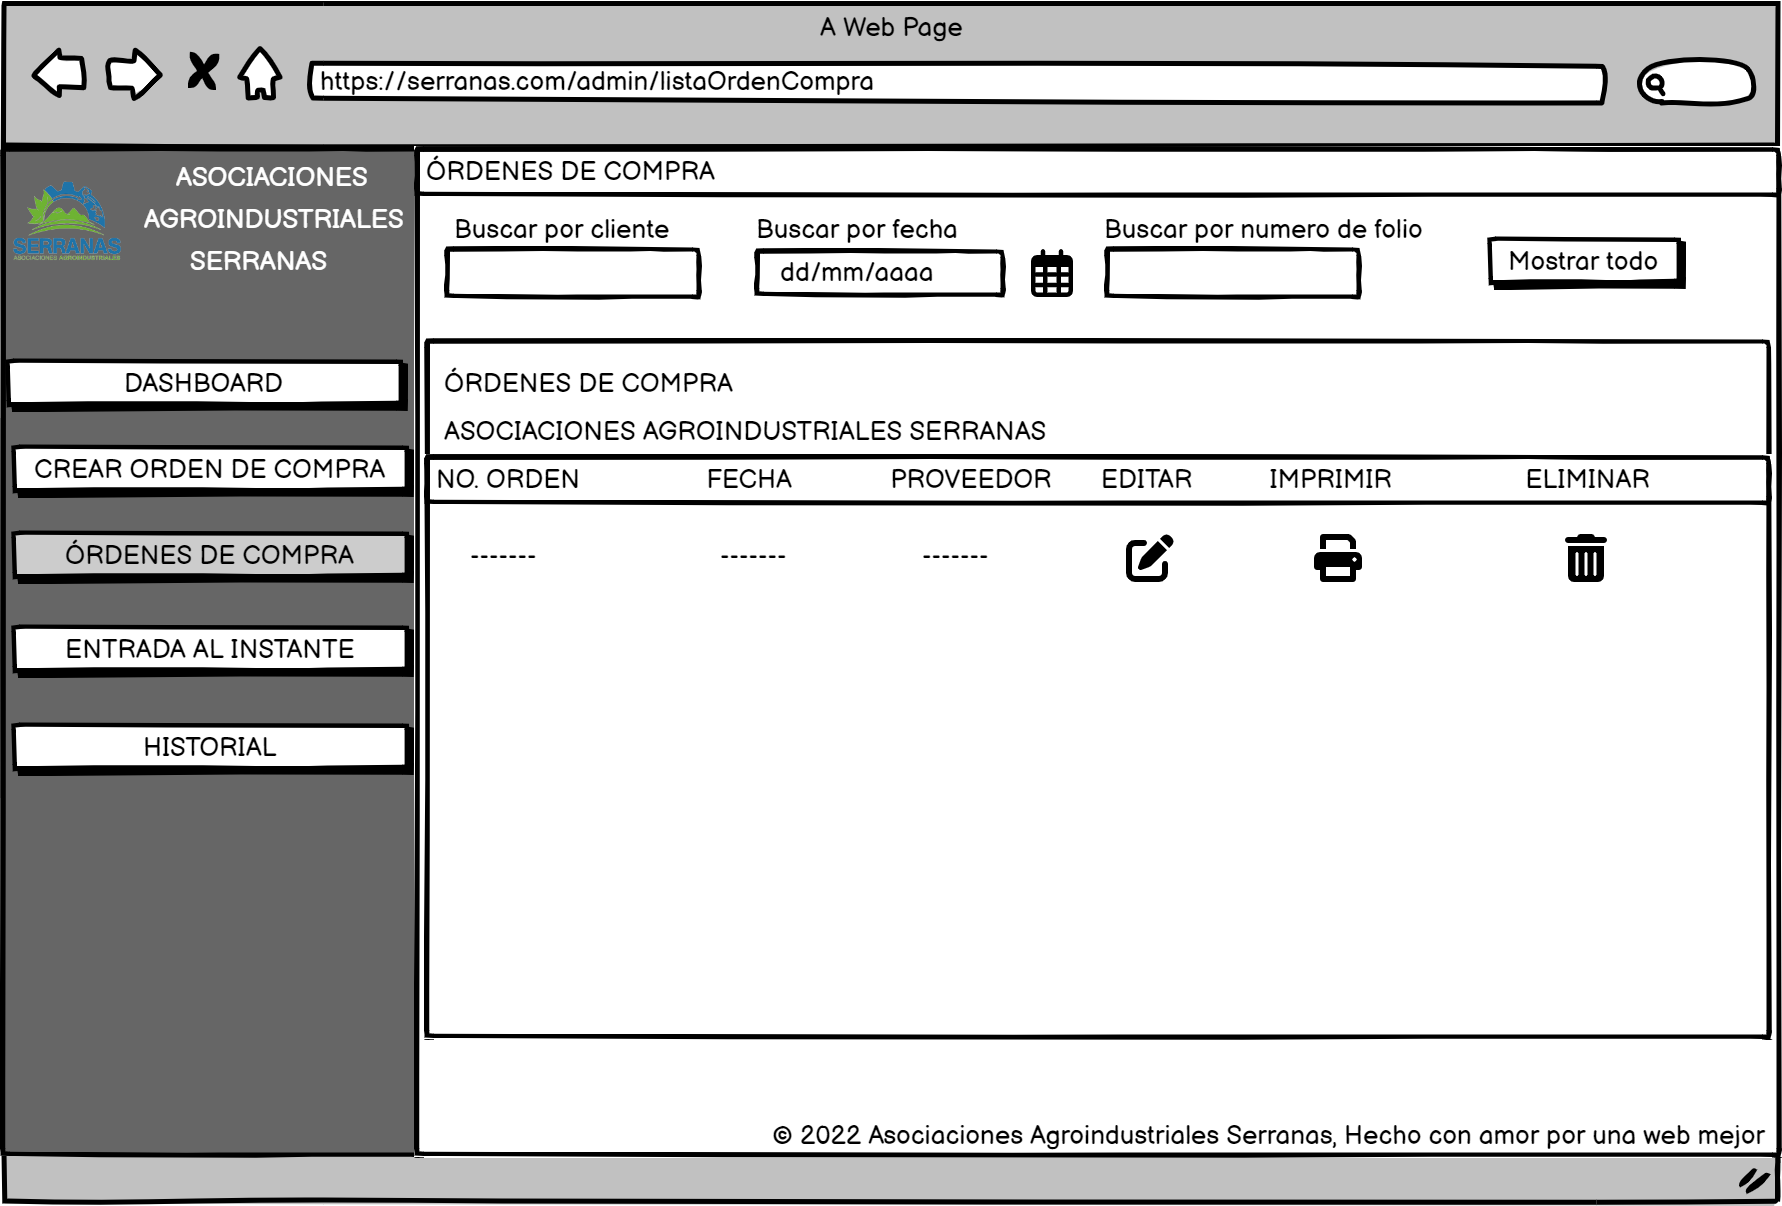 A Web Page
https://serranas.com/admin/listaOrdenCompra
ASOCIACIONES
AGROINDUSTRIALES
SERRANAS
SERRANAS
ASOCIACIONES AGROINDUSTRIALES
DASHBOARD
CREAR ORDEN DE COMPRA
ÓRDENES DE COMPRA
ENTRADA AL INSTANTE
HISTORIAL
ÓRDENES DE COMPRA
Buscar por cliente
Buscar por fecha
dd/mm/aaaa
Buscar por numero de folio
Mostrar todo
ÓRDENES DE COMPRA
ASOCIACIONES AGROINDUSTRIALES SERRANAS
NO. ORDEN FECHA PROVEEDOR EDITAR IMPRIMIR ELIMINAR
------- ------- -------
© 2022 Asociaciones Agroindustriales Serranas, Hecho con amor por una web mejor